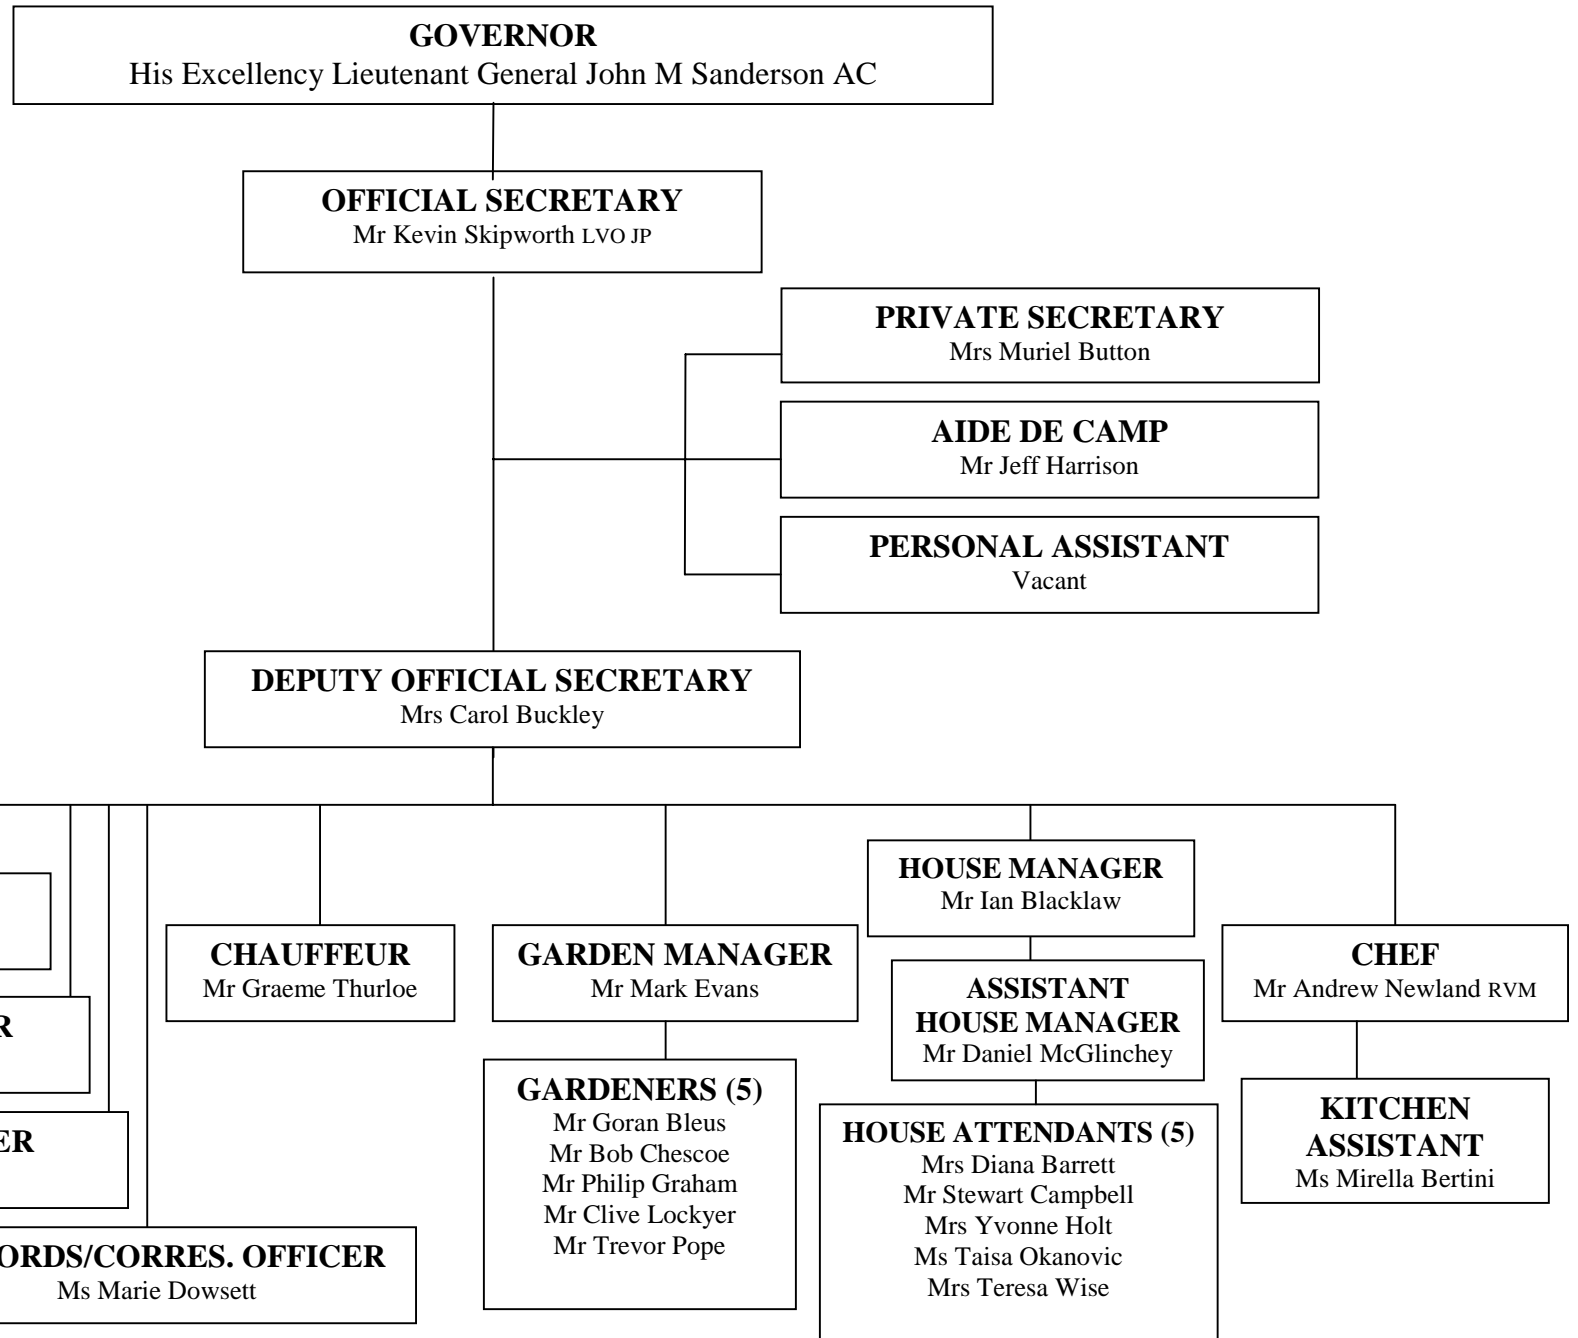 GOVERNOR
His Excellency Lieutenant General John M Sanderson AC
OFFICIAL SECRETARY
Mr Kevin Skipworth LVO JP
PRIVATE SECRETARY
Mrs Muriel Button
AIDE DE CAMP
Mr Jeff Harrison
PERSONAL ASSISTANT
Vacant
DEPUTY OFFICIAL SECRETARY
Mrs Carol Buckley
R
ER
ORDS/CORRES. OFFICER
Ms Marie Dowsett
CHAUFFEUR
Mr Graeme Thurloe
GARDEN MANAGER
Mr Mark Evans
GARDENERS (5)
Mr Goran Bleus
Mr Bob Chescoe
Mr Philip Graham
Mr Clive Lockyer
Mr Trevor Pope
HOUSE MANAGER
Mr Ian Blacklaw
ASSISTANT
HOUSE MANAGER
Mr Daniel McGlinchey
HOUSE ATTENDANTS (5)
Mrs Diana Barrett
Mr Stewart Campbell
Mrs Yvonne Holt
Ms Taisa Okanovic
Mrs Teresa Wise
CHEF
Mr Andrew Newland RVM
KITCHEN
ASSISTANT
Ms Mirella Bertini